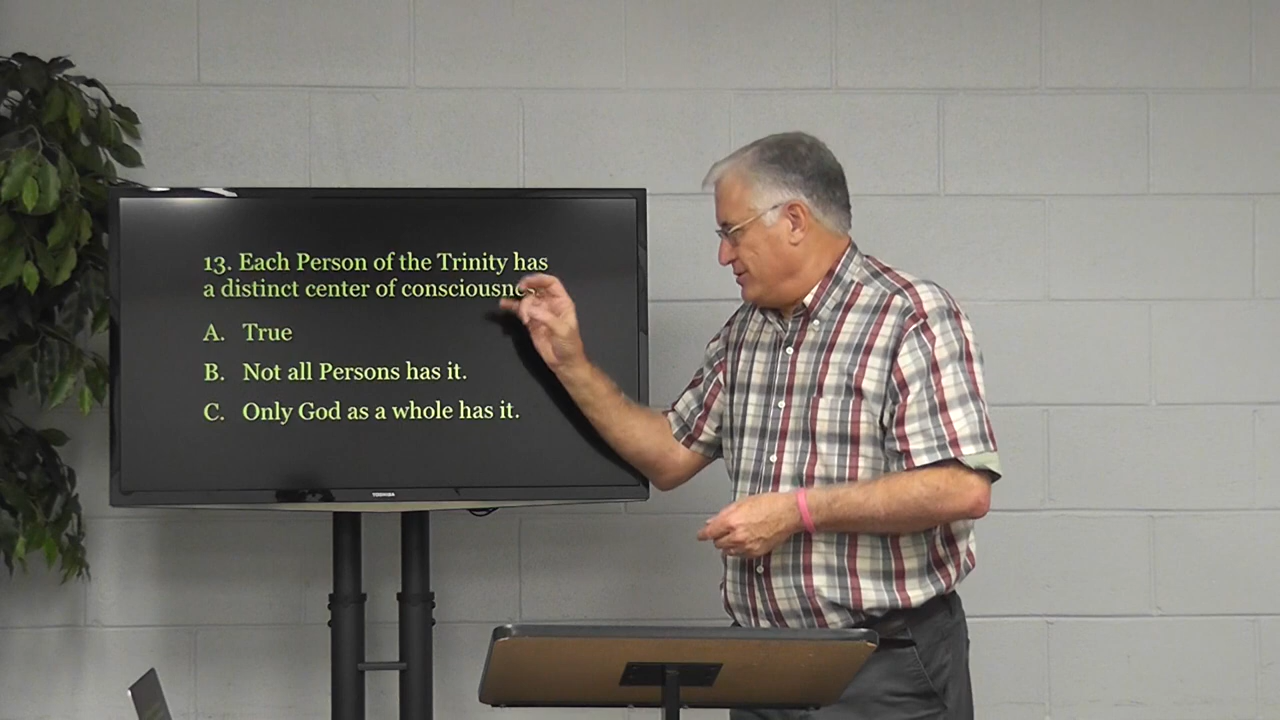 13. Each Person of the Trinity has
a distinct center of
A. True
B. Not all Persons has it.
C. Only God as a whole has it.
TOSHIBA